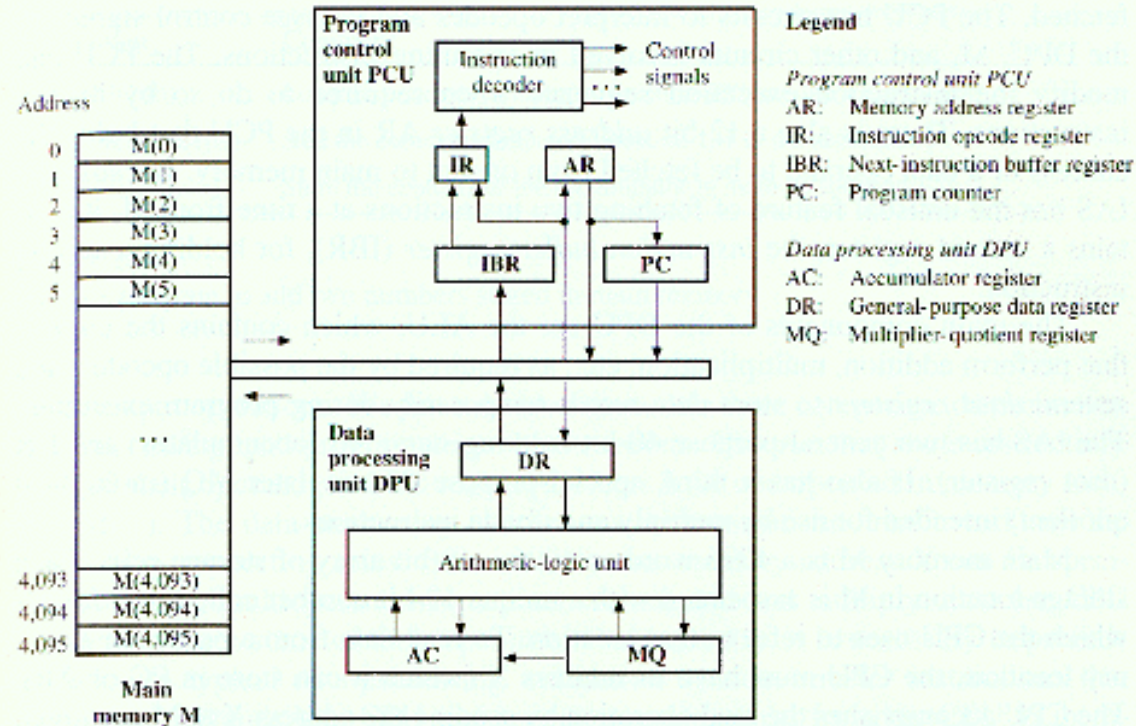 Program
control
unit PCU
Instruction
decoder
Control
signals
...
Address
0
1
2
3
4
5
M(0)
M(1)
M(2)
M(3)
M(4)
M(5)
...
4,093
4,094
4,095
M(4,093)
M(4,094)
M(4,095)
Main
memory M
IR
AR
IBR
PC
Data
processing
unit DPU
DR
Arithmetic-logic unit
AC
MQ
Legend
Program control unit PCU
AR: Memory address register
IR: Instruction opcode register
IBR: Next-instruction buffer register
PC: Program counter
Data processing unit DPU
AC: Accumulator register
DR: General-purpose data register
MQ: Multiplier-quotient register